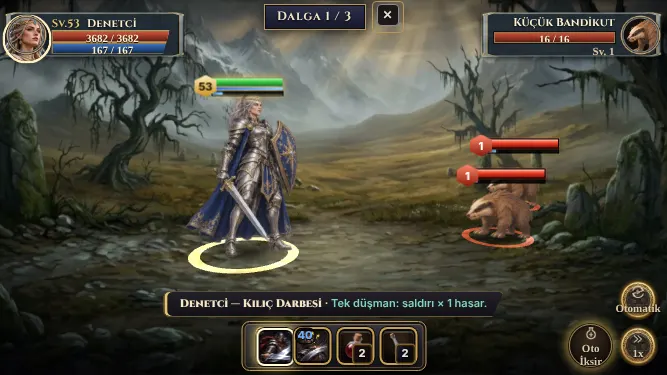 Sv.53 Denetci
3682 / 3682
167 / 167
Dalga 1 / 3
×
Küçük Bandikut
16 / 16
Sv. 1
53
1
1
Denetci — Kılıç Darbesi · Tek düşman: saldırı × 1 hasar.
40
2
2
Otomatik
Oto
İksir
1x